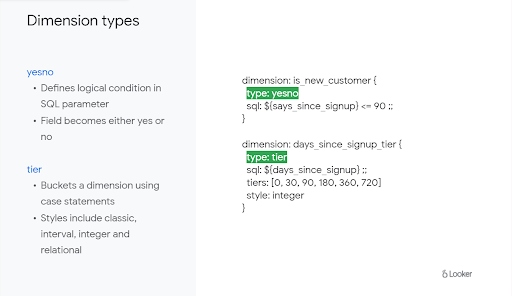 Dimension types
yesno
• Defines logical condition in
SQL parameter
• Field becomes either yes or
no
tier
• Buckets a dimension using
case statements
• Styles include classic,
interval, integer and
relational
dimension: is_new_customer {
type: yesno
sql: ${says_since_signup} <= 90 ;;
}
dimension: days_since_signup_tier {
type: tier
sql: ${days_since_signup} ;;
tiers: [0, 30, 90, 180, 360, 720]
style: integer
}
Looker